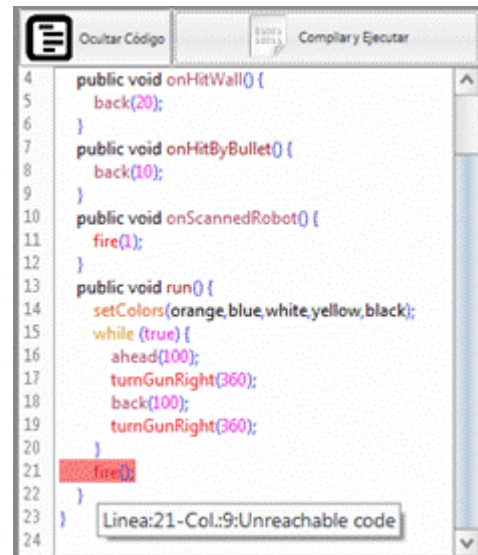 Ocultar Código
Compilar y Ejecutar
4 public void onHitWall() {
5 back(20);
6 }
7 public void onHitByBullet() {
8 back(10);
9 }
10 public void onScannedRobot() {
11 fire(1);
12 }
13 public void run() {
14 setColors(orange,blue,white,yellow,black);
15 while (true) {
16 ahead(100);
17 turnGunRight(360);
18 back(100);
19 turnGunRight(360);
20 }
21 fire();
22 }
23 }
Linea:21-Col.:9:Unreachable code
24